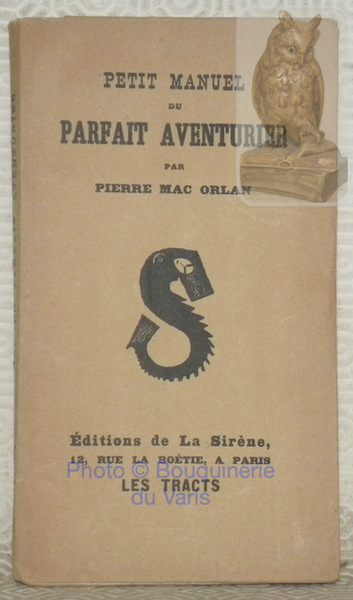 PETIT MANUEL
DU
PARFAIT AVENTURIER
PAR
PIERRE MAC ORLAN
Éditions de La Sirène,
12, RUE LA BOÉTIE, A PARIS
Photo © Bouquinerie
du Varis
LES TRACTS